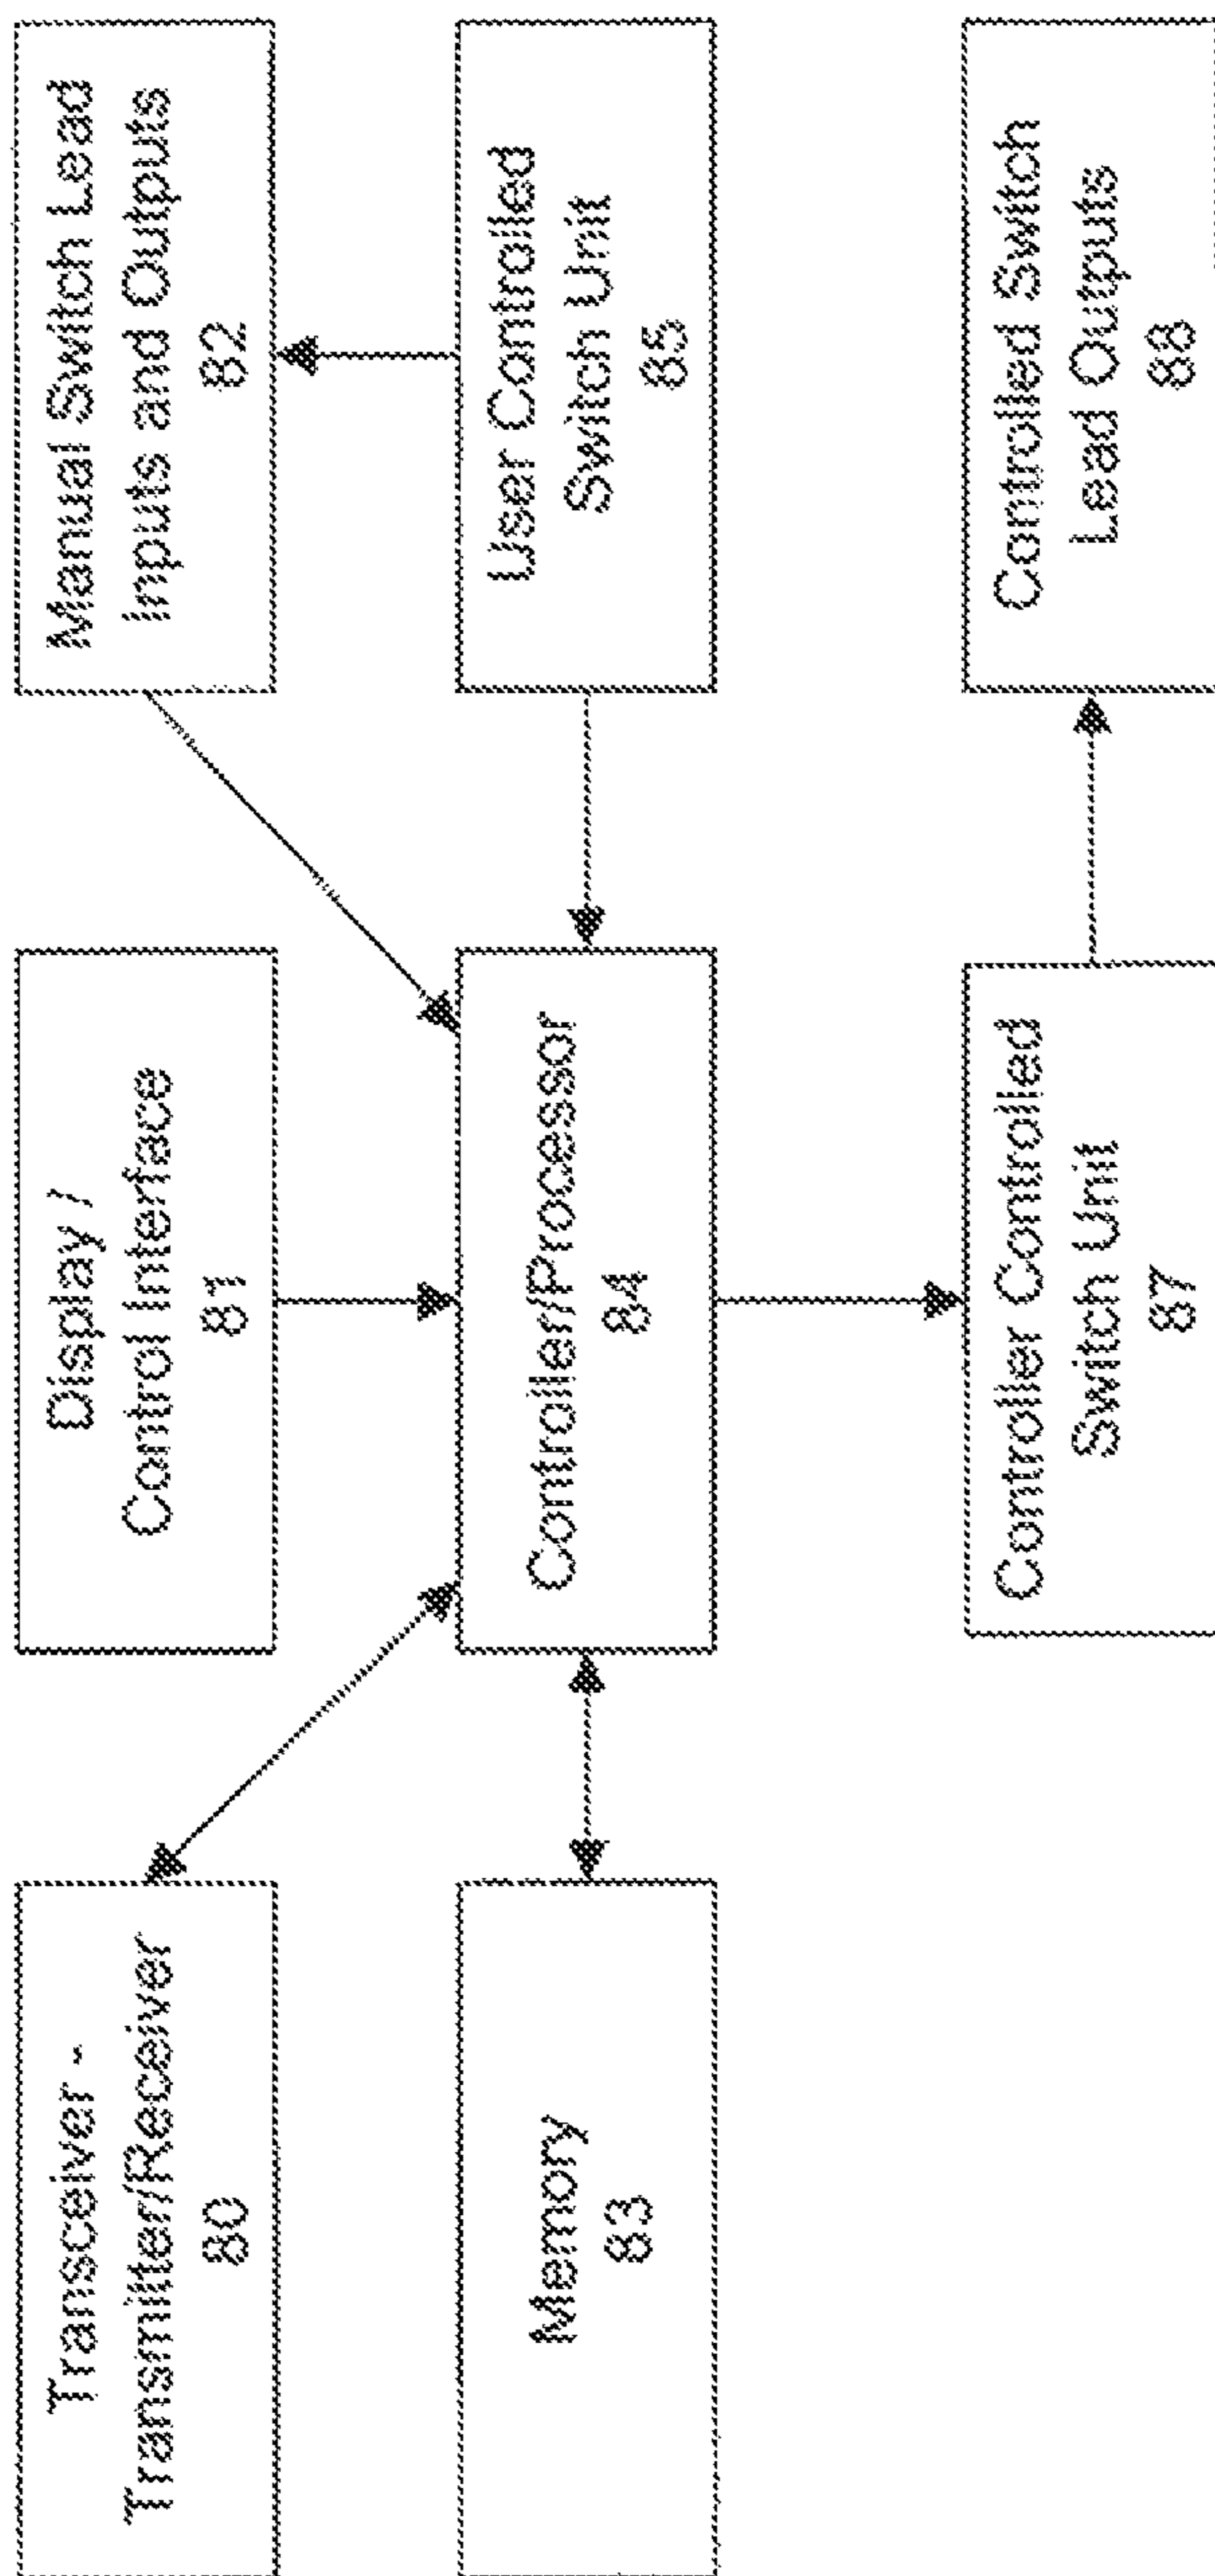 Transceiver -
Transmitter/Receiver
80
Display /
Control Interface
81
Manual Switch Lead
Inputs and Outputs
82
Memory
83
Controller/Processor
84
User Controlled
Switch Unit
85
Controller Controlled
Switch Unit
87
Controlled Switch
Lead Outputs
88